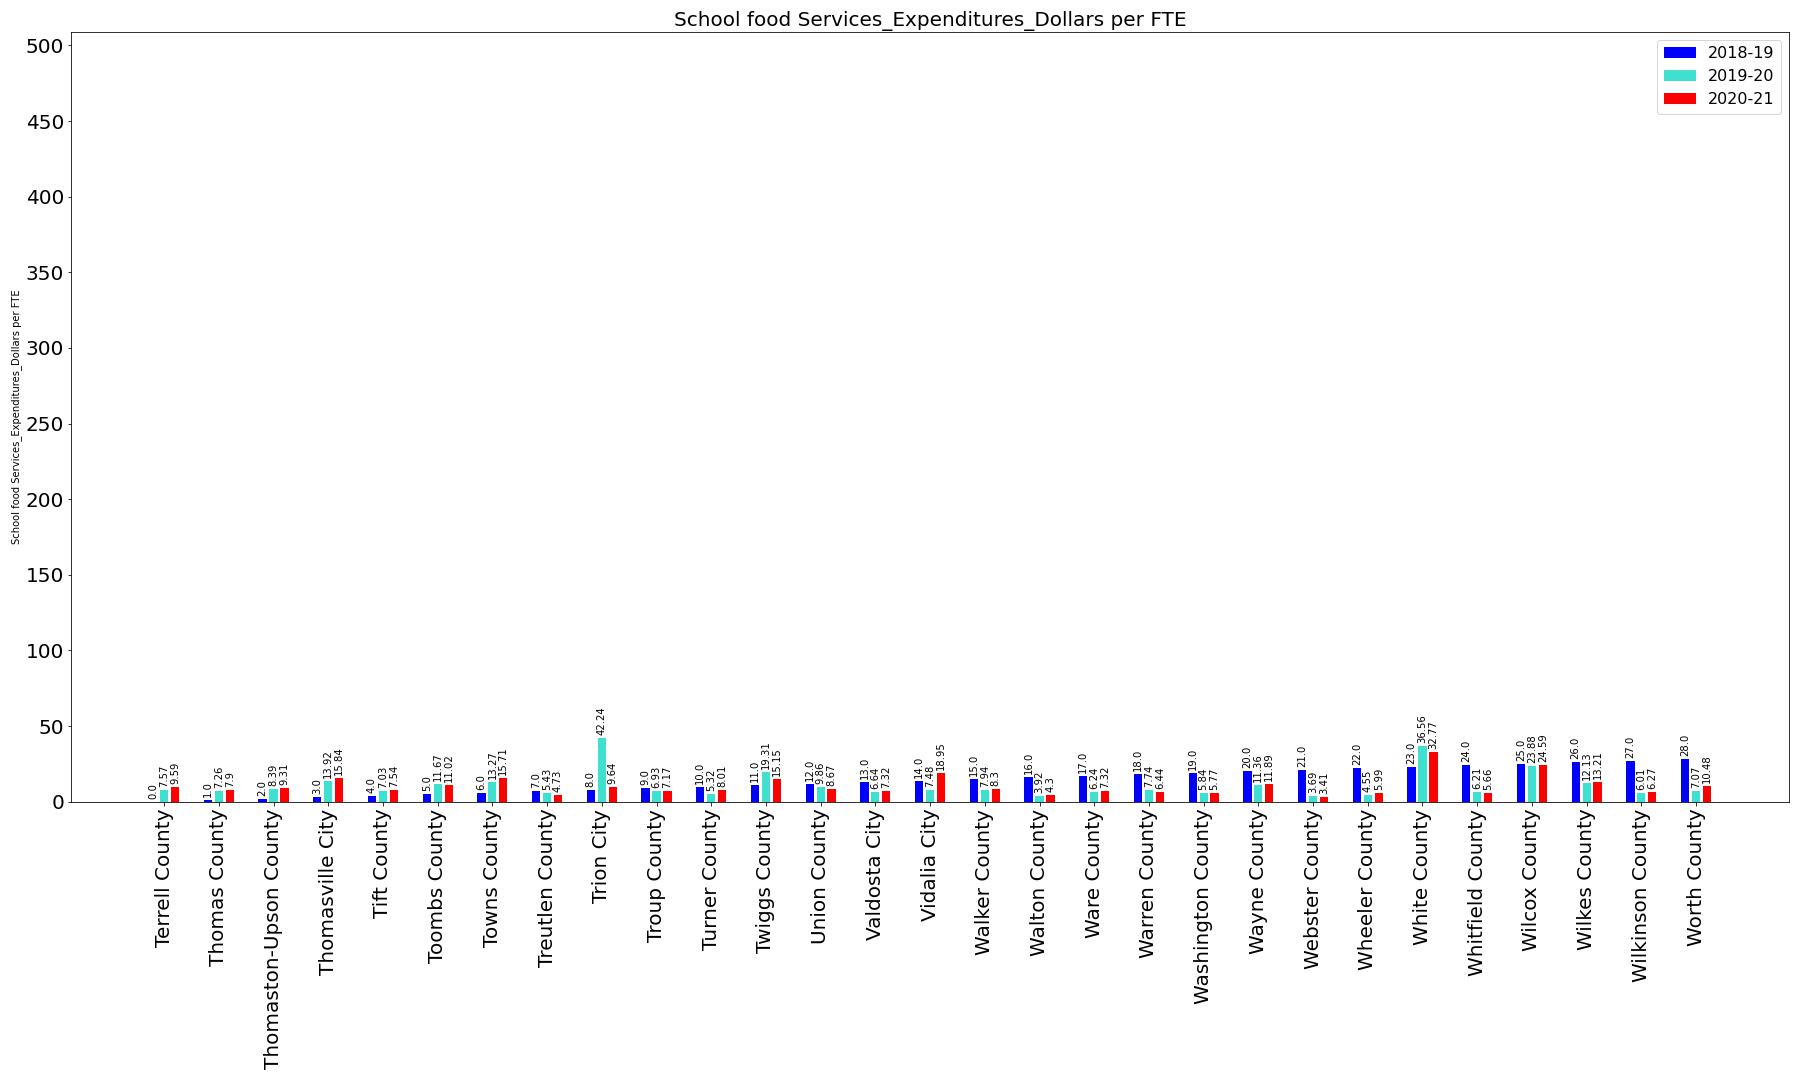 School food Services_Expenditures_Dollars per FTE
2018-19
2019-20
2020-21
School food Services_Expenditures_Dollars per FTE
500
450
400
350
300
250
200
150
100
50
0
0.0 7.57 9.59
1.0 7.26 7.9
2.0 8.39 9.31
3.0 13.92 15.84
4.0 7.03 7.54
5.0 11.67 11.02
6.0 13.27 15.71
7.0 5.43 4.73
8.0 42.24 9.64
9.0 6.93 7.17
10.0 5.32 8.01
11.0 19.31 15.15
12.0 9.86 8.67
13.0 6.64 7.32
14.0 7.48 18.95
15.0 7.94 8.3
16.0 3.92 4.3
17.0 6.24 7.32
18.0 7.74 6.44
19.0 5.84 5.77
20.0 11.36 11.89
21.0 3.69 3.41
22.0 4.55 5.99
23.0 36.56 32.77
24.0 6.21 5.66
25.0 23.88 24.59
26.0 12.13 13.21
27.0 6.01 6.27
28.0 7.07 10.48
Terrell County
Thomas County
Thomaston-Upson County
Thomasville City
Tift County
Toombs County
Towns County
Treutlen County
Trion City
Troup County
Turner County
Twiggs County
Union County
Valdosta City
Vidalia City
Walker County
Walton County
Ware County
Warren County
Washington County
Wayne County
Webster County
Wheeler County
White County
Whitfield County
Wilcox County
Wilkes County
Wilkinson County
Worth County